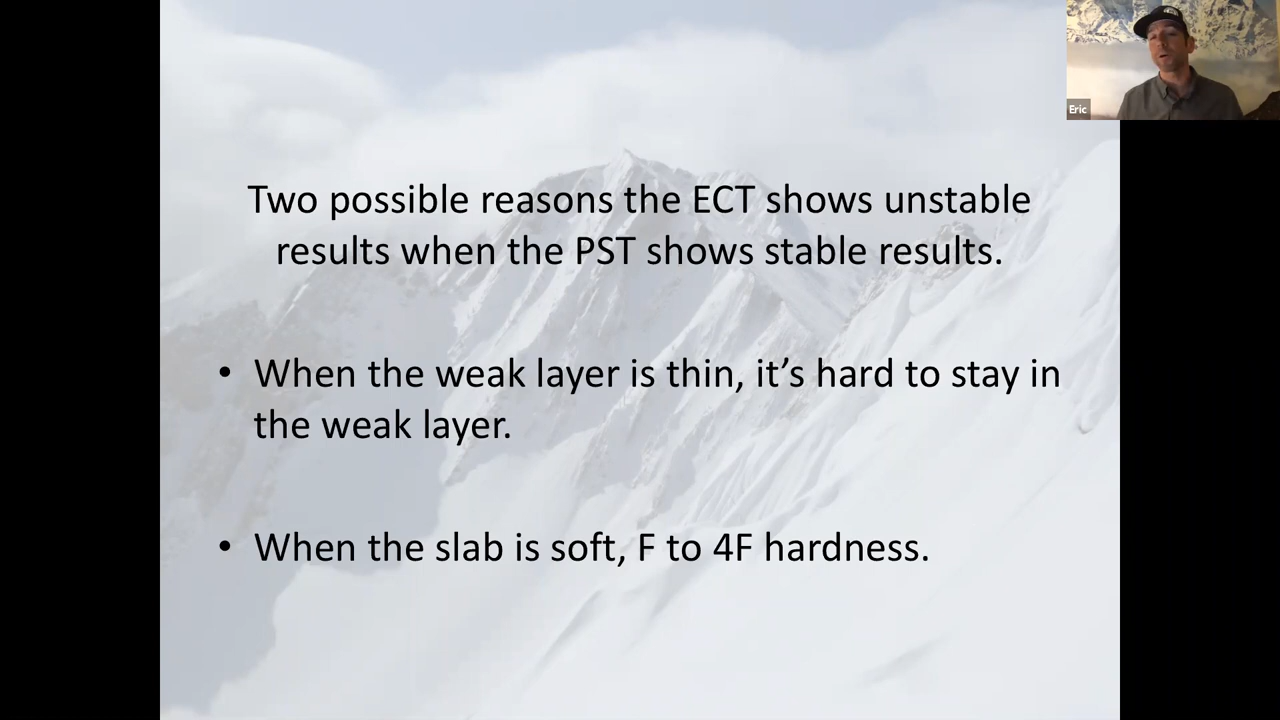 Eric
Two possible reasons the ECT shows unstable
results when the PST shows stable results.
• When the weak layer is thin, it’s hard to stay in
the weak layer.
• When the slab is soft, F to 4F hardness.